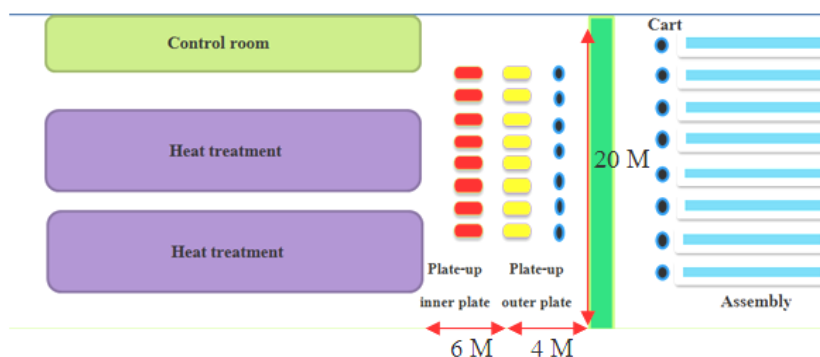 Control room
Heat treatment
Heat treatment
Plate-up
inner plate
Plate-up
outer plate
6 M
4 M
20 M
Cart
Assembly